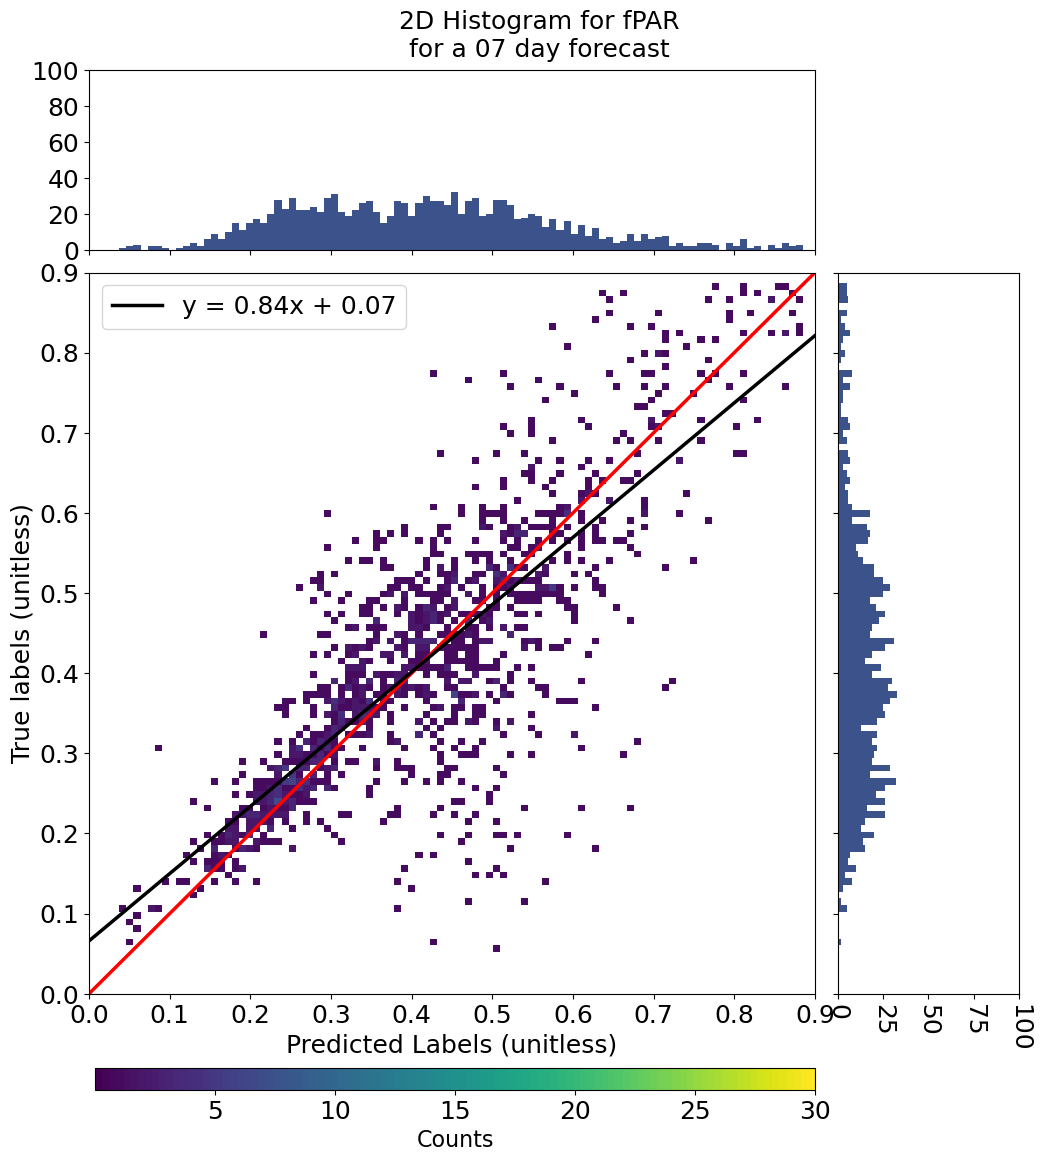 2D Histogram for fPAR
for a 07 day forecast
100
80
60
40
20
0
0.9
0.8
0.7
0.6
0.5
0.4
0.3
0.2
0.1
0.0
True labels (unitless)
y = 0.84x + 0.07
0.0 0.1 0.2 0.3 0.4 0.5 0.6 0.7 0.8 0.9
Predicted Labels (unitless)
0 25 50 75 100
5 10 15 20 25 30
Counts